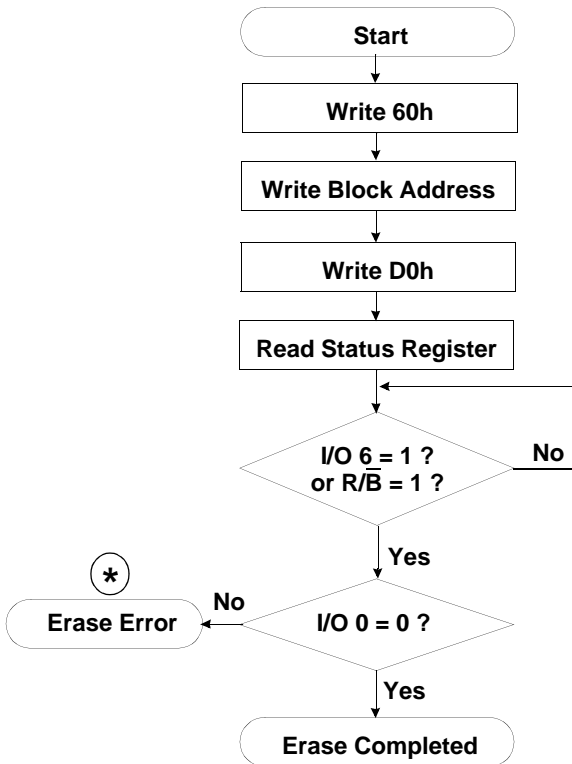 Start
Write 60h
Write Block Address
Write D0h
Read Status Register
I/O 6 = 1 ?
or R/B̅ = 1 ?
No
Yes
*
No
Erase Error
I/O 0 = 0 ?
Yes
Erase Completed